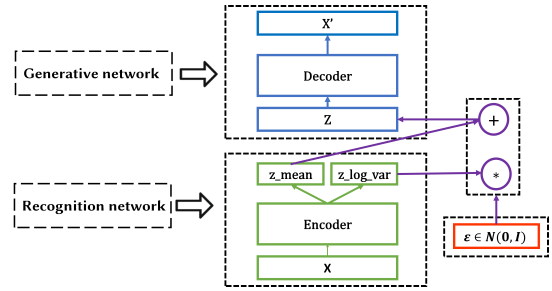 X'
Generative network
Decoder
Z
+
z_mean
z_log_var
*
Recognition network
Encoder
ε ∈ N(0, I)
X